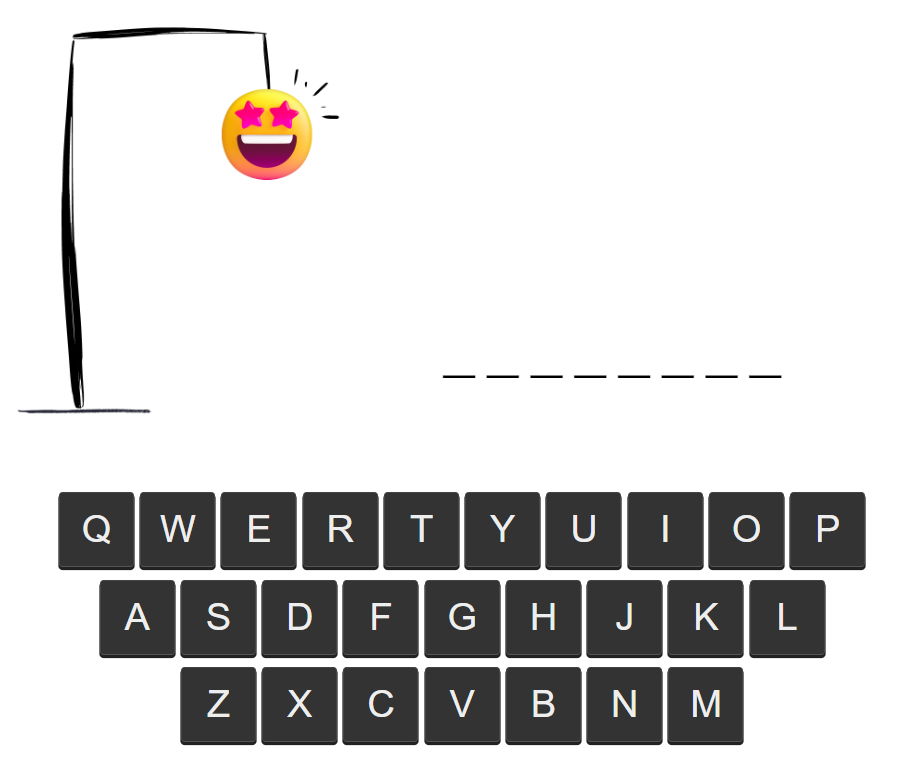 _ _ _ _ _ _ _ _
Q W E R T Y U I O P
A S D F G H J K L
Z X C V B N M